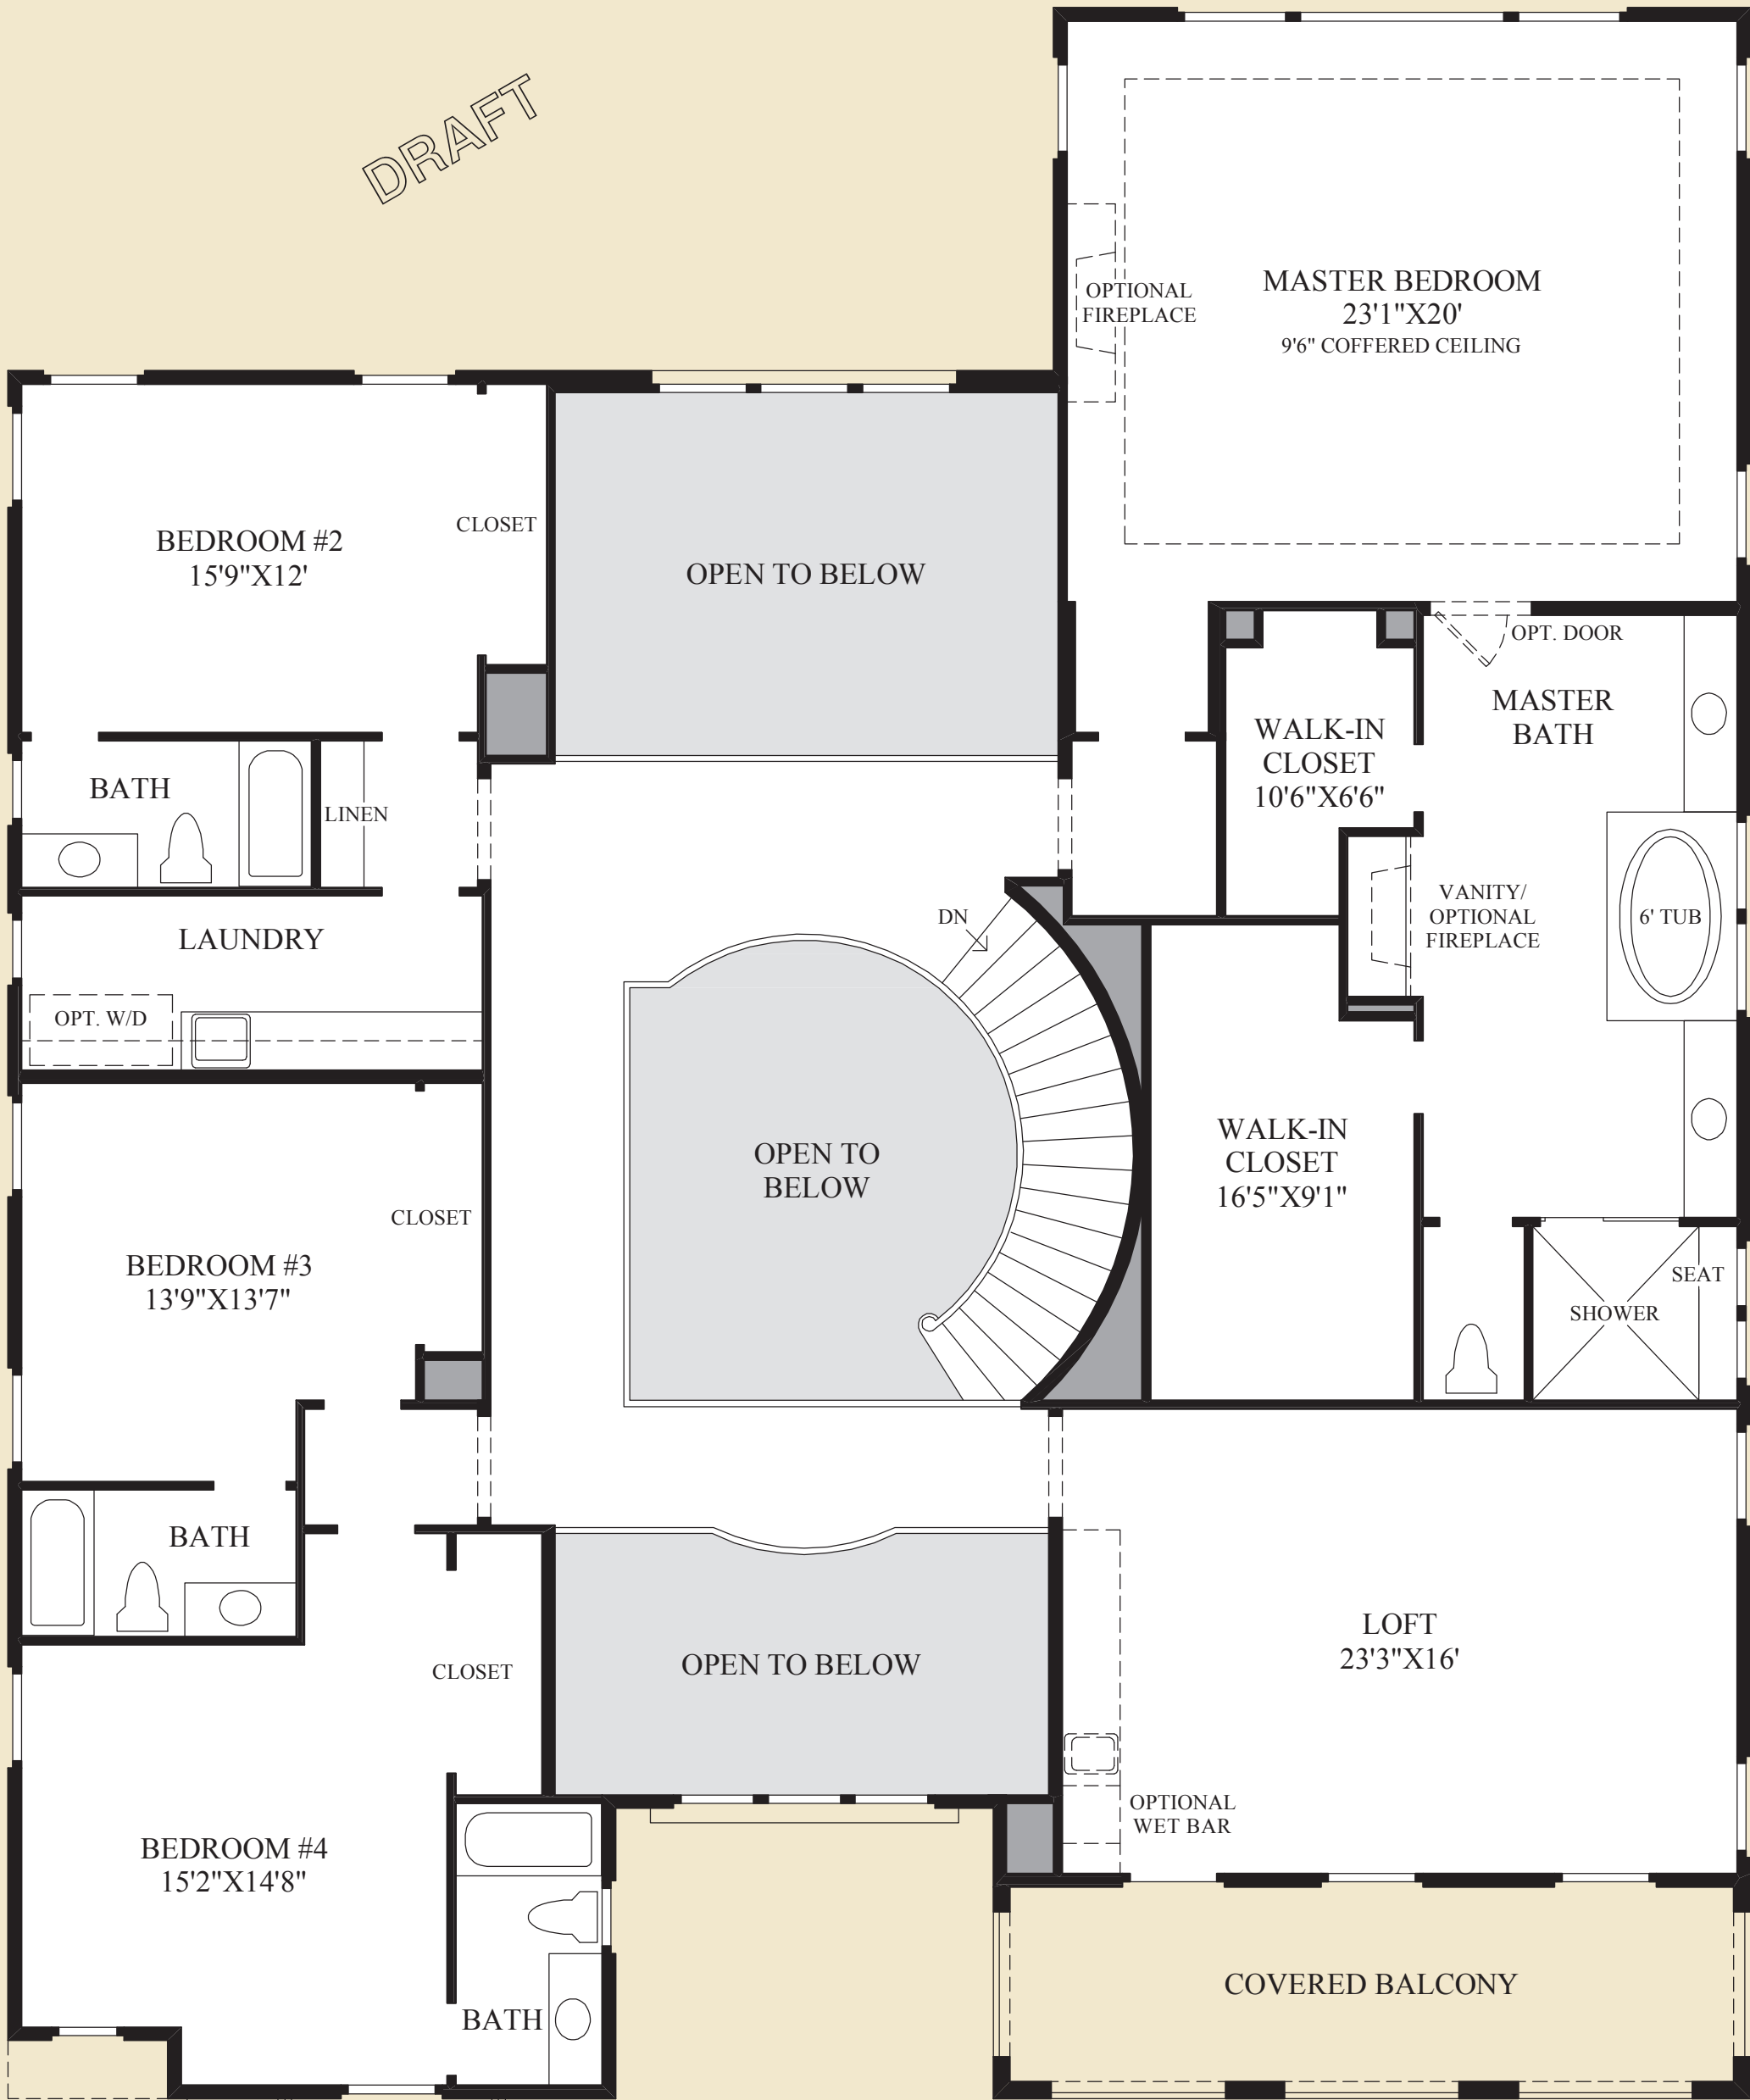 DRAFT
MASTER BEDROOM
23'1"X20'
9'6" COFFERED CEILING
OPTIONAL
FIREPLACE
BEDROOM #2
15'9"X12'
CLOSET
OPEN TO BELOW
OPT. DOOR
MASTER
BATH
WALK-IN
CLOSET
10'6"X6'6"
BATH
LINEN
VANITY/
OPTIONAL
FIREPLACE
6' TUB
DN
LAUNDRY
OPT. W/D
OPEN TO
BELOW
WALK-IN
CLOSET
16'5"X9'1"
CLOSET
BEDROOM #3
13'9"X13'7"
SEAT
SHOWER
BATH
LOFT
23'3"X16'
CLOSET
OPEN TO BELOW
OPTIONAL
WET BAR
BEDROOM #4
15'2"X14'8"
BATH
COVERED BALCONY